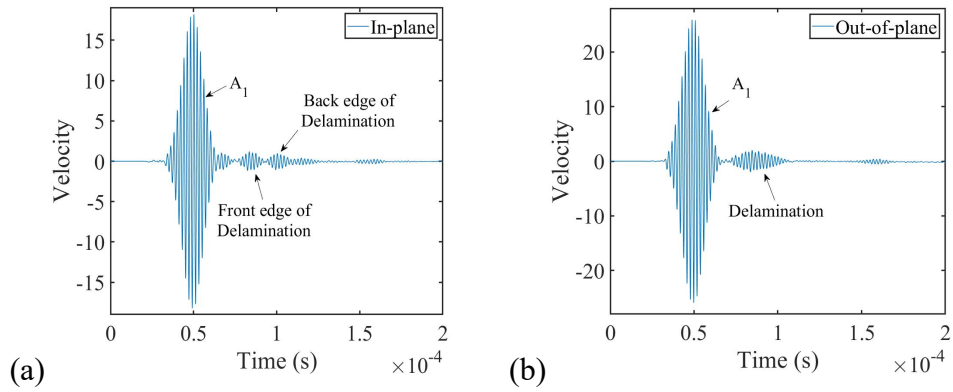 In-plane
15
10
5
0
-5
-10
-15
Velocity
A1
Back edge of
Delamination
Front edge of
Delamination
0 0.5 1 1.5 2
Time (s)
×10-4
(a)
Out-of-plane
20
10
0
-10
-20
Velocity
A1
Delamination
0 0.5 1 1.5 2
Time (s)
×10-4
(b)